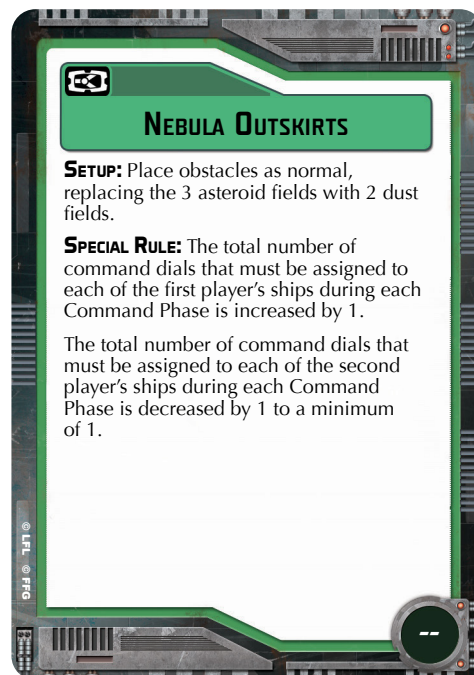 Nebula Outskirts
Setup: Place obstacles as normal,
replacing the 3 asteroid fields with 2 dust
fields.
Special Rule: The total number of
command dials that must be assigned to
each of the first player's ships during each
Command Phase is increased by 1.
The total number of command dials that
must be assigned to each of the second
player's ships during each Command
Phase is decreased by 1 to a minimum
of 1.
© LFL © FFG
--